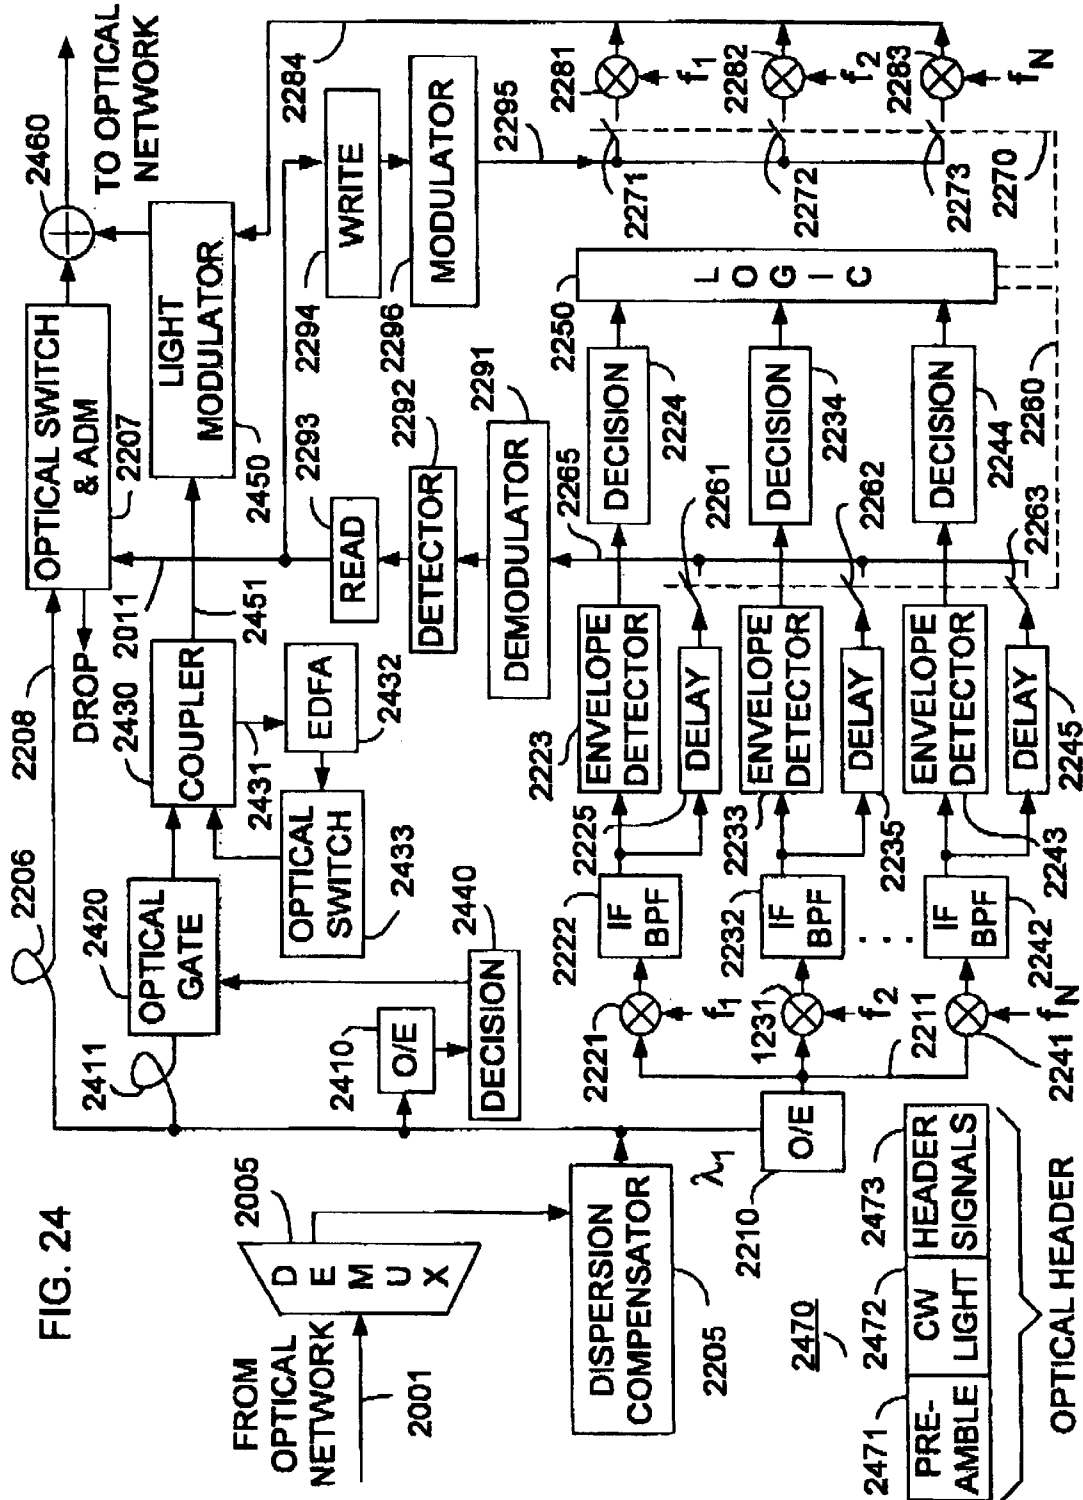 FIG. 24
FROM
OPTICAL
NETWORK
2001
DEMUX
2005
DISPERSION
COMPENSATOR
2205
λ1
2206
2208
2411
OPTICAL
GATE
2420
O/E
2410
DECISION
2440
COUPLER
2430
2431
EDFA
2432
OPTICAL
SWITCH
2433
2451
2011
DROP
OPTICAL SWITCH
& ADM
2207
LIGHT
MODULATOR
2450
2460
TO OPTICAL
NETWORK
2284
READ
2293
WRITE
2294
MODULATOR
2296
2295
DETECTOR
2292
DEMODULATOR
2291
2265
O/E
2210
2211
2221
f1
IF
BPF
2222
ENVELOPE
DETECTOR
2223
DELAY
2225
DECISION
2224
2261
1231
f2
IF
BPF
2232
ENVELOPE
DETECTOR
2233
DELAY
2235
DECISION
2234
2262
. . .
2241
fN
IF
BPF
2242
ENVELOPE
DETECTOR
2243
DELAY
2245
DECISION
2244
2263
2260
LOGIC
2250
2270
2271
2272
2273
2281
f1
2282
f2
2283
fN
2470
PRE-
AMBLE
2471
CW
LIGHT
2472
HEADER
SIGNALS
2473
OPTICAL HEADER